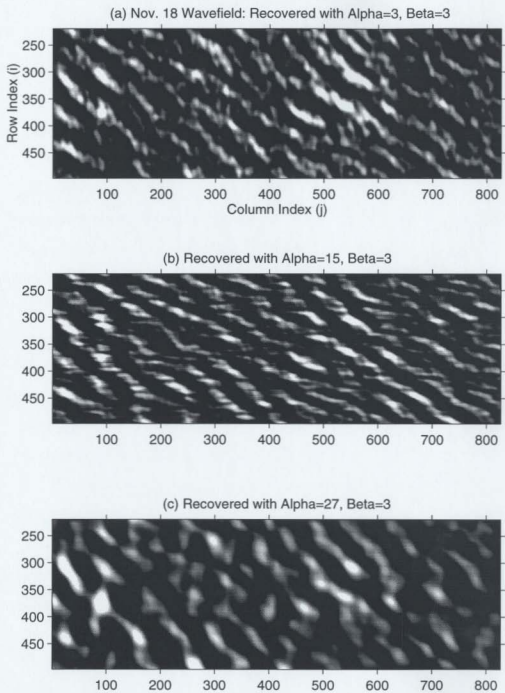 (a) Nov. 18 Wavefield: Recovered with Alpha=3, Beta=3
Row Index (i)
250
300
350
400
450
100 200 300 400 500 600 700 800
Column Index (j)
(b) Recovered with Alpha=15, Beta=3
250
300
350
400
450
100 200 300 400 500 600 700 800
(c) Recovered with Alpha=27, Beta=3
250
300
350
400
450
100 200 300 400 500 600 700 800